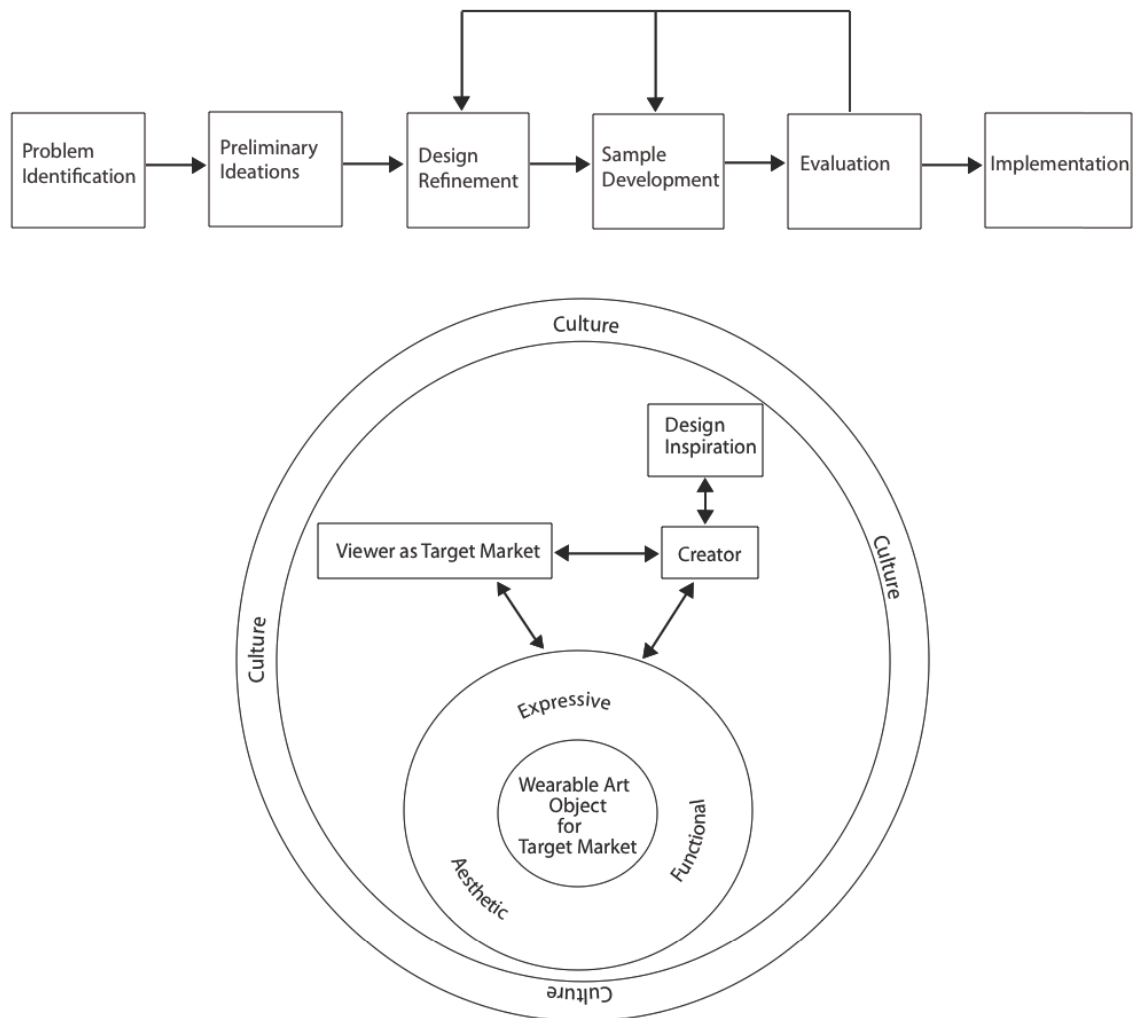 Problem
Identification
Preliminary
Ideations
Design
Refinement
Sample
Development
Evaluation
Implementation
Culture
Design
Inspiration
Viewer as Target Market
Creator
Culture
Culture
Expressive
Wearable Art
Object
for
Target Market
Functional
Aesthetic
Culture